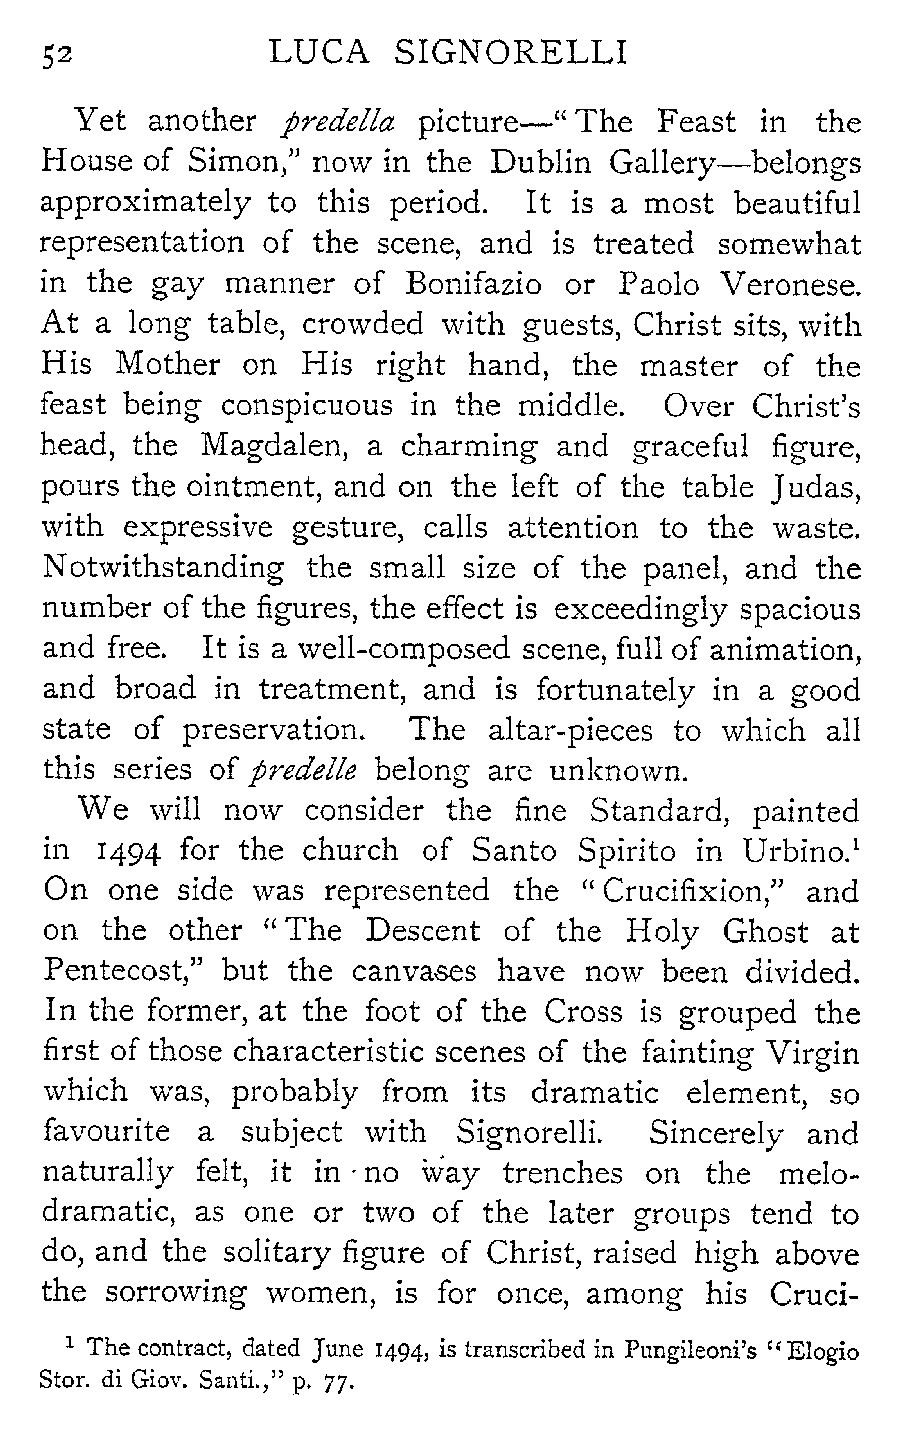 52 LUCA SIGNORELLI
Yet another predella picture—“The Feast in the
House of Simon,” now in the Dublin Gallery—belongs
approximately to this period. It is a most beautiful
representation of the scene, and is treated somewhat
in the gay manner of Bonifazio or Paolo Veronese.
At a long table, crowded with guests, Christ sits, with
His Mother on His right hand, the master of the
feast being conspicuous in the middle. Over Christ’s
head, the Magdalen, a charming and graceful figure,
pours the ointment, and on the left of the table Judas,
with expressive gesture, calls attention to the waste.
Notwithstanding the small size of the panel, and the
number of the figures, the effect is exceedingly spacious
and free. It is a well-composed scene, full of animation,
and broad in treatment, and is fortunately in a good
state of preservation. The altar-pieces to which all
this series of predelle belong are unknown.
We will now consider the fine Standard, painted
in 1494 for the church of Santo Spirito in Urbino.¹
On one side was represented the “Crucifixion,” and
on the other “The Descent of the Holy Ghost at
Pentecost,” but the canvases have now been divided.
In the former, at the foot of the Cross is grouped the
first of those characteristic scenes of the fainting Virgin
which was, probably from its dramatic element, so
favourite a subject with Signorelli. Sincerely and
naturally felt, it in no way trenches on the melo-
dramatic, as one or two of the later groups tend to
do, and the solitary figure of Christ, raised high above
the sorrowing women, is for once, among his Cruci-
¹ The contract, dated June 1494, is transcribed in Pungileoni’s “Elogio
Stor. di Giov. Santi.,” p. 77.